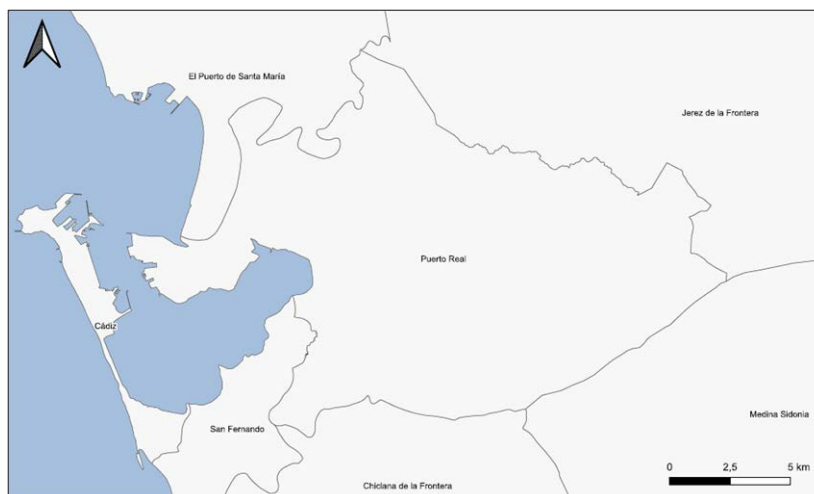 El Puerto de Santa María
Jerez de la Frontera
Puerto Real
Cádiz
Medina Sidonia
San Fernando
Chiclana de la Frontera
0 2,5 5 km